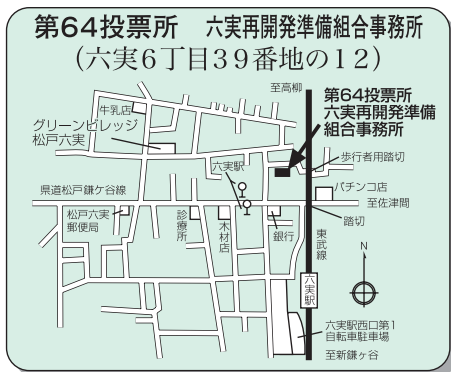 第64投票所 六実再開発準備組合事務所
(六実6丁目39番地の12)
至高柳
第64投票所
六実再開発準備
組合事務所
牛乳店
グリーンビレッジ
松戸六実
六実駅
歩行者用踏切
県道松戸鎌ケ谷線
パチンコ店
至佐津間
松戸六実
郵便局
診療所
木材店
銀行
踏切
東武線
N
六実駅
六実駅西口第1
自転車駐車場
至新鎌ヶ谷